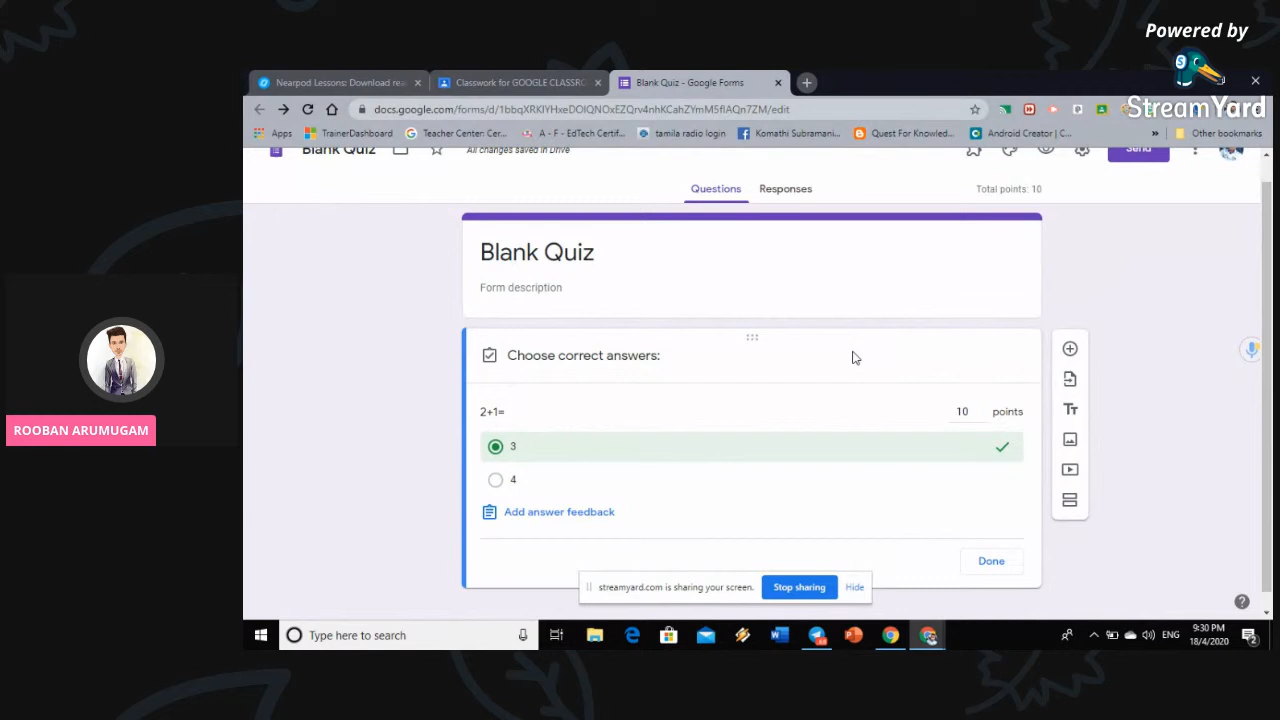 Powered by
StreamYard
Nearpod Lessons: Download rea
Classwork for GOOGLE CLASSRO
Blank Quiz - Google Forms
docs.google.com/forms/d/1bbqXRKIYHxeDOIQNOxEZQrv4nhKCahZYmM5flAQn7ZM/edit
Apps
TrainerDashboard
Teacher Center: Cer...
A - F - EdTech Certif...
tamila radio login
Komathi Subramani...
Quest For Knowled...
Android Creator | C...
»
Other bookmarks
Blank Quiz
All changes saved in Drive
Send
Questions
Responses
Total points: 10
Blank Quiz
Form description
Choose correct answers:
2+1=
10 points
3
4
Add answer feedback
Done
streamyard.com is sharing your screen.
Stop sharing
Hide
ROOBAN ARUMUGAM
Type here to search
ENG
9:30 PM
18/4/2020